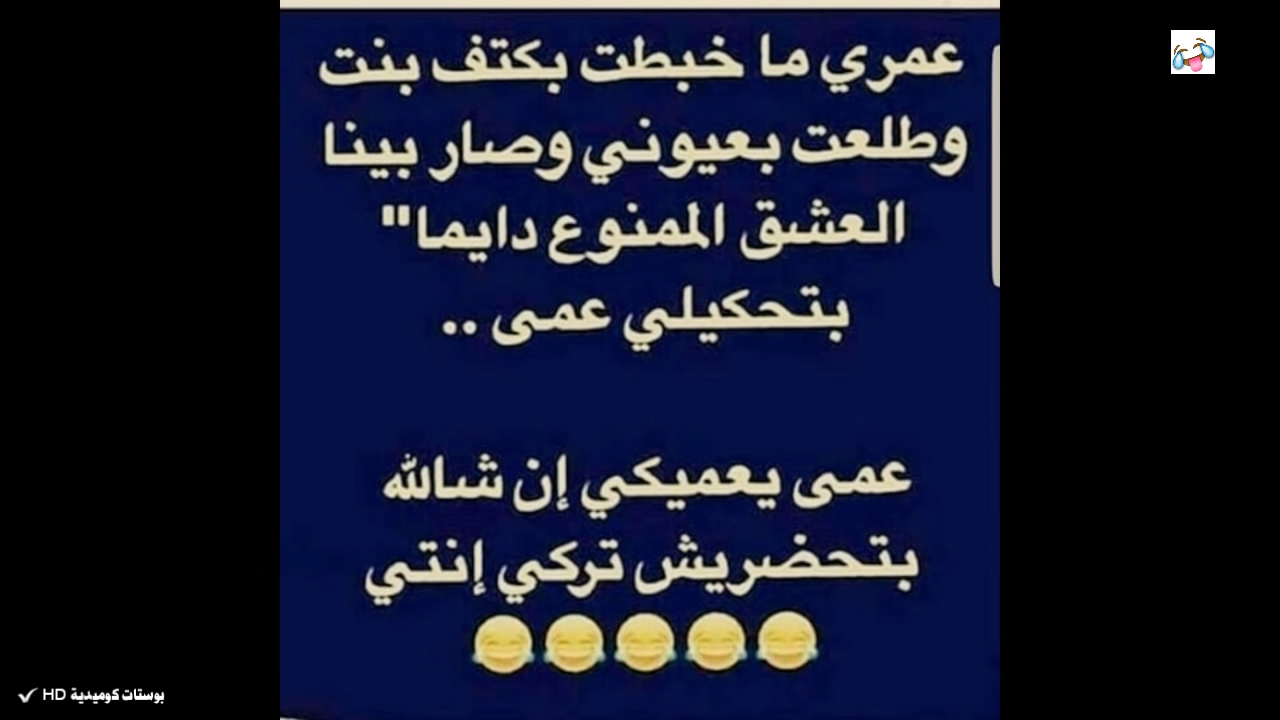 عمري ما خبطت بكتف بنت
وطلعت بعيوني وصار بينا
العشق الممنوع دايما"
بتحكيلي عمى ..
عمى يعميكي إن شالله
بتحضريش تركي إنتي
😂😂😂😂😂
بوستات كوميدية HD ✓